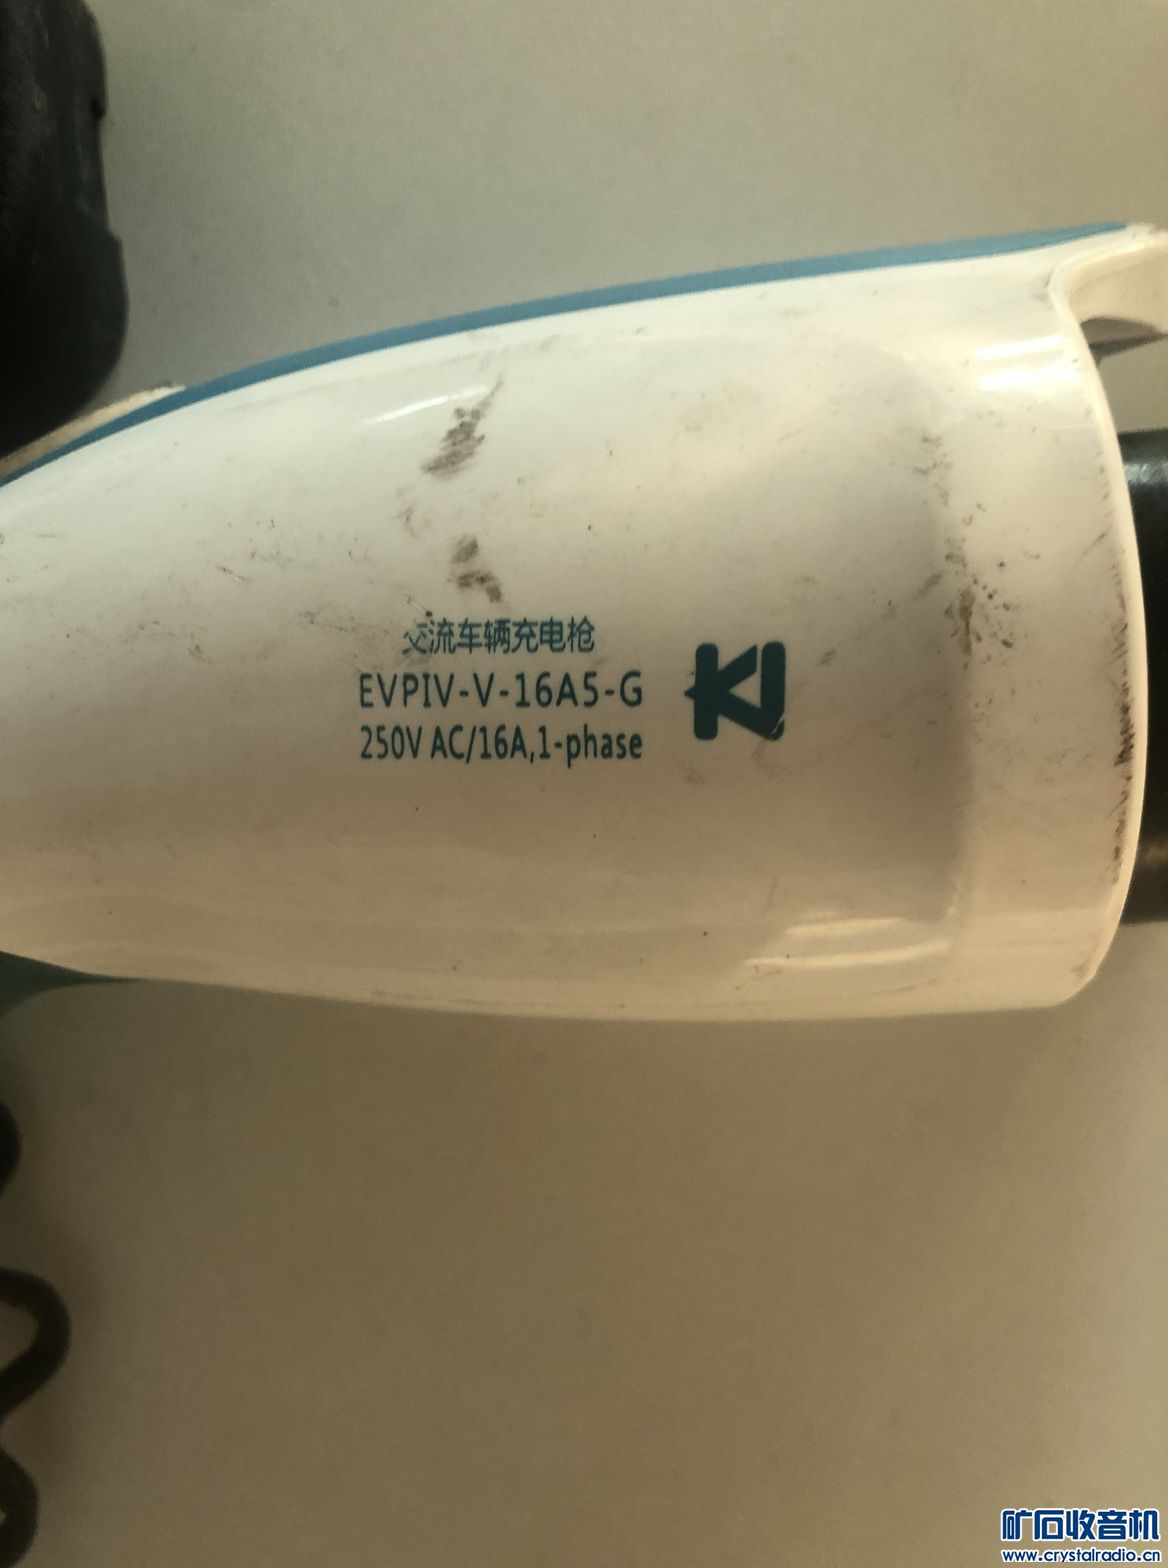 交流车辆充电枪
EVPIV-V-16A5-G
250V AC/16A,1-phase
矿石收音机
www.crystalradio.cn